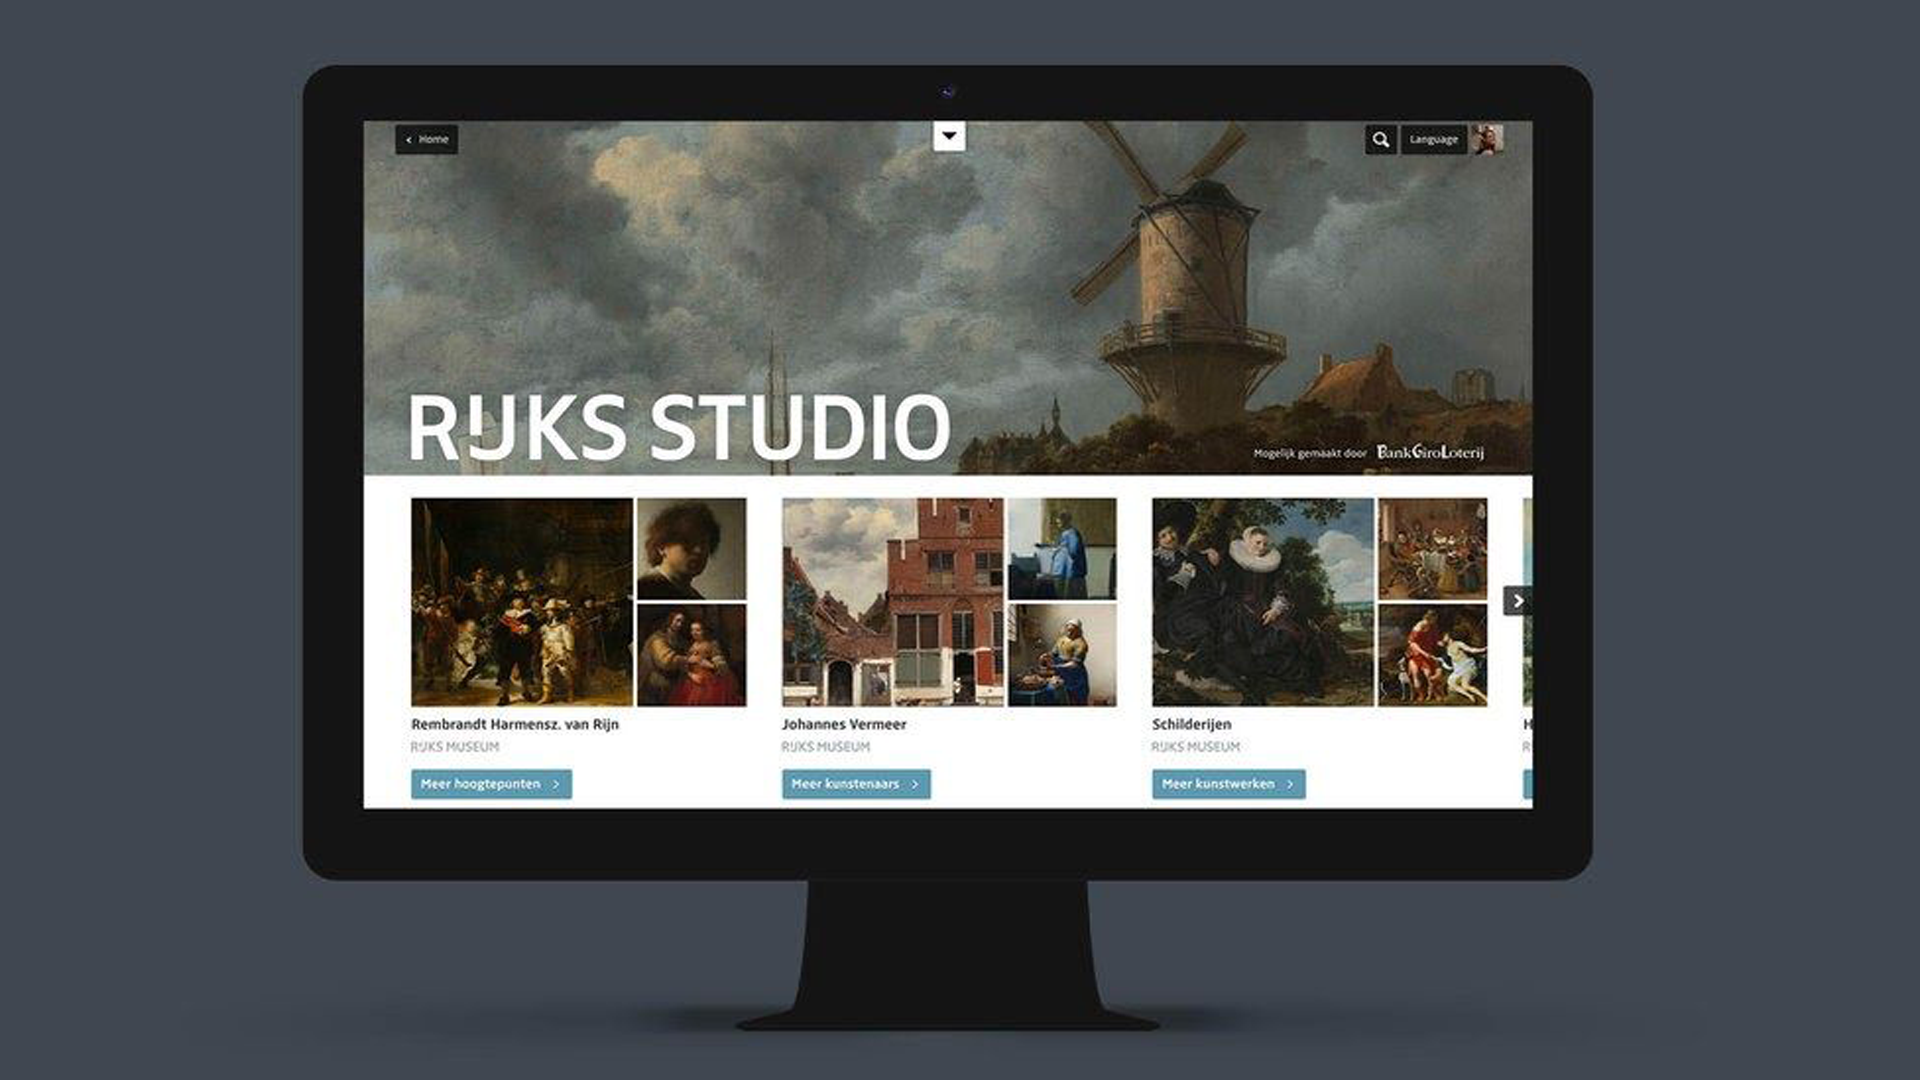 Home
Language
RIJKS STUDIO
Mogelijk gemaakt door BankGiroLoterij
Rembrandt Harmensz. van Rijn
RIJKS MUSEUM
Meer hoogtepunten
Johannes Vermeer
RIJKS MUSEUM
Meer kunstenaars
Schilderijen
RIJKS MUSEUM
Meer kunstwerken
H
R